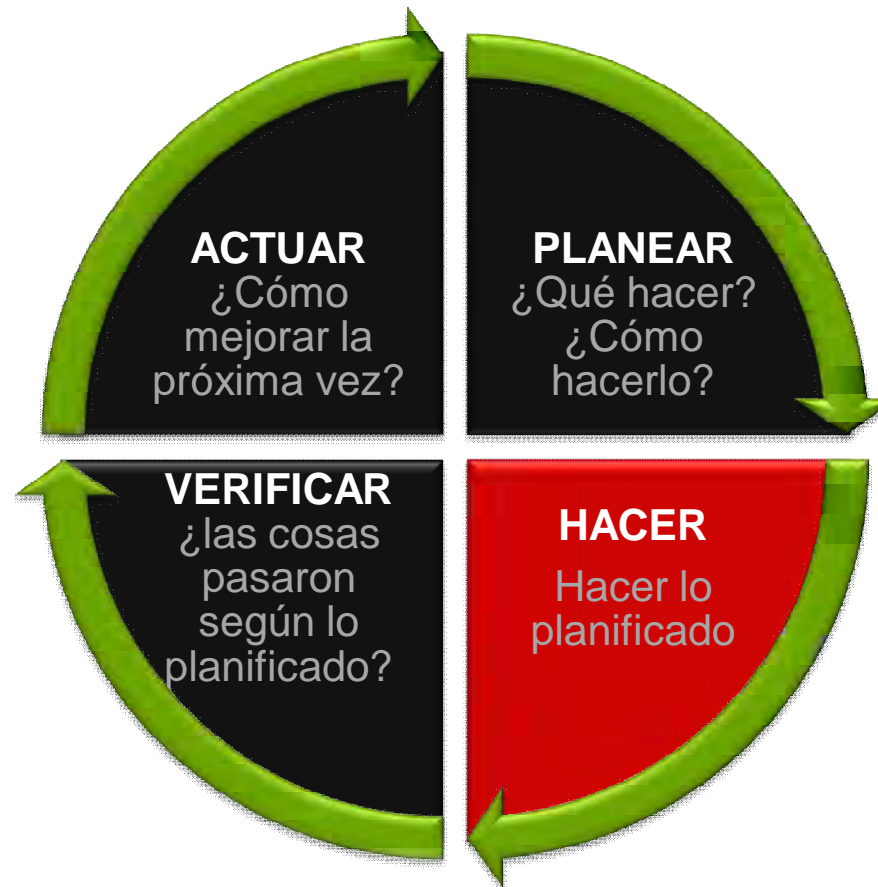 ACTUAR
¿Cómo
mejorar la
próxima vez?
PLANEAR
¿Qué hacer?
¿Cómo
hacerlo?
VERIFICAR
¿las cosas
pasaron
según lo
planificado?
HACER
Hacer lo
planificado